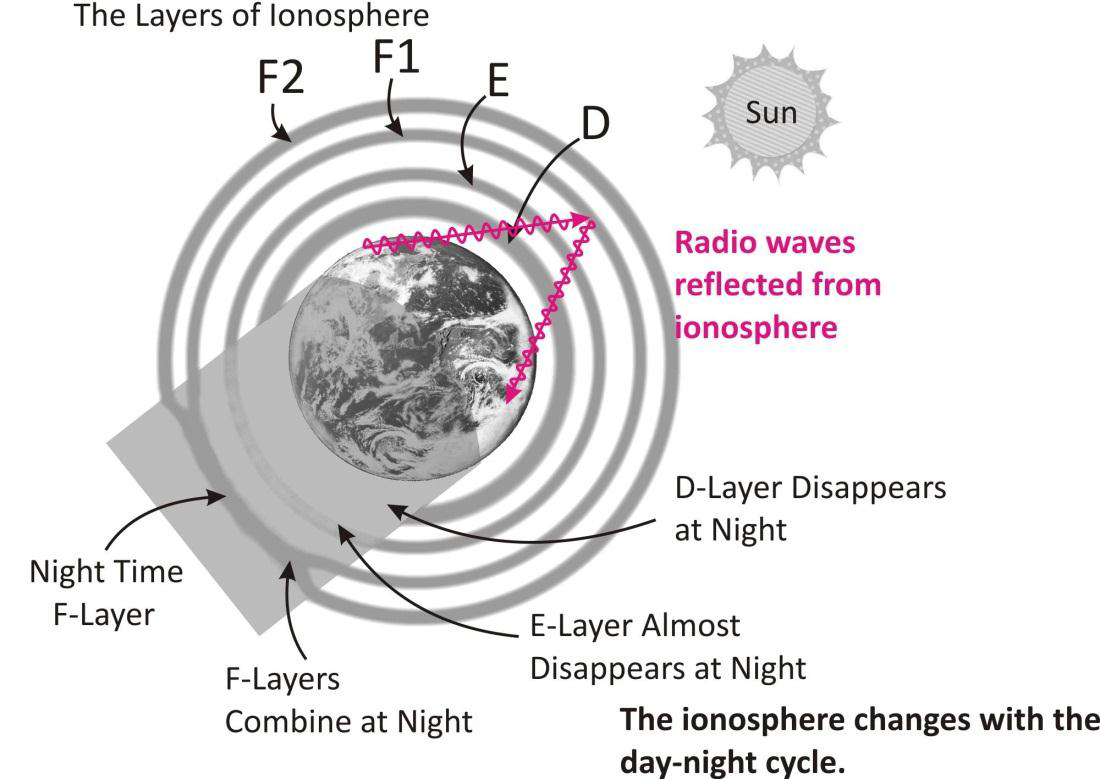 The Layers of Ionosphere
F2
F1
E
D
Sun
Radio waves
reflected from
ionosphere
D-Layer Disappears
at Night
Night Time
F-Layer
E-Layer Almost
Disappears at Night
F-Layers
Combine at Night
The ionosphere changes with the
day-night cycle.